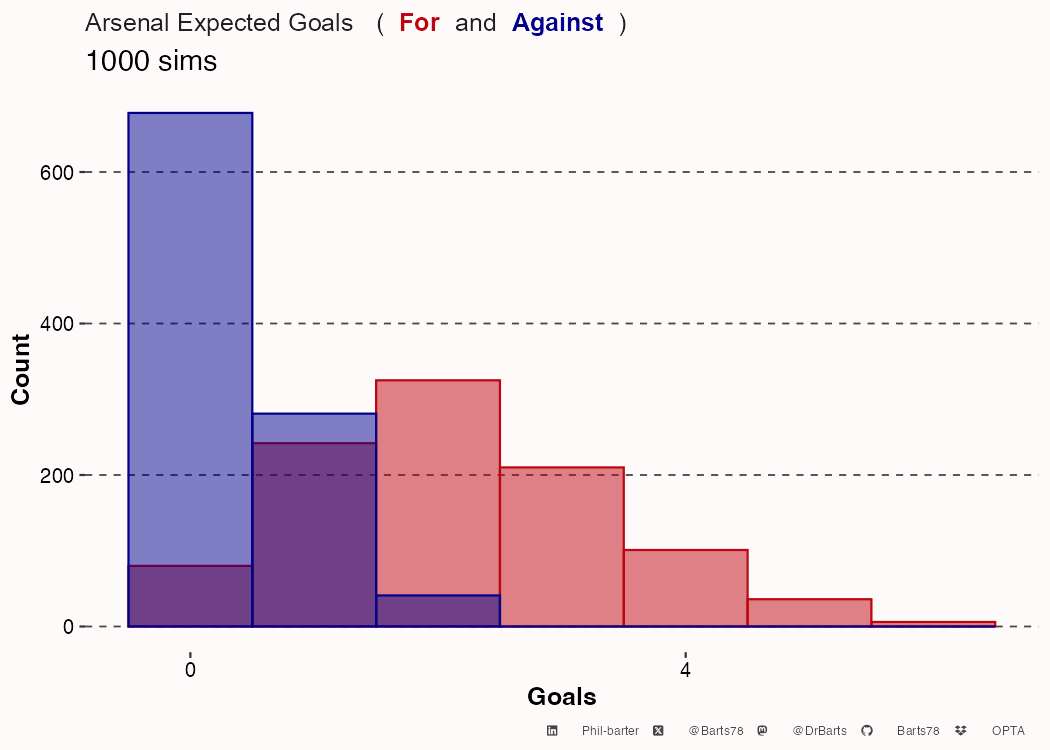 Arsenal Expected Goals ( For and Against )
1000 sims
Count
600
400
200
0
0 4
Goals
Phil-barter @Barts78 @DrBarts Barts78 OPTA